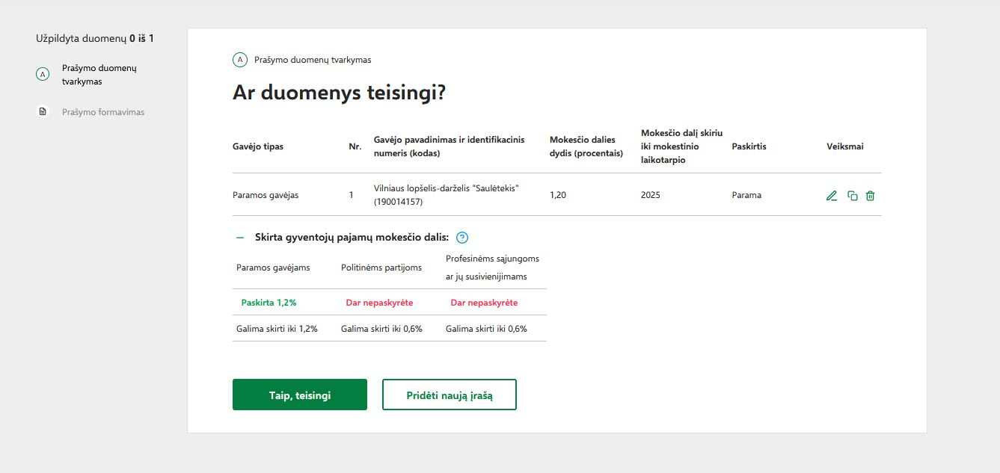 Užpildyta duomenų 0 iš 1
A
Prašymo duomenų
tvarkymas
Prašymo formavimas
A Prašymo duomenų tvarkymas
Ar duomenys teisingi?
Gavėjo tipas
Nr.
Gavėjo pavadinimas ir identifikacinis
numeris (kodas)
Mokesčio dalies
dydis (procentais)
Mokesčio dalį skiriu
iki mokestinio
laikotarpio
Paskirtis
Veiksmai
Paramos gavėjas
1
Vilniaus lopšelis-darželis "Saulėtekis"
(190014157)
1,20
2025
Parama
Skirta gyventojų pajamų mokesčio dalis: ?
Paramos gavėjams
Politinėms partijoms
Profesinėms sąjungoms
ar jų susivienijimams
Paskirta 1,2%
Dar nepaskyrėte
Dar nepaskyrėte
Galima skirti iki 1,2%
Galima skirti iki 0,6%
Galima skirti iki 0,6%
Taip, teisingi
Pridėti naują įrašą